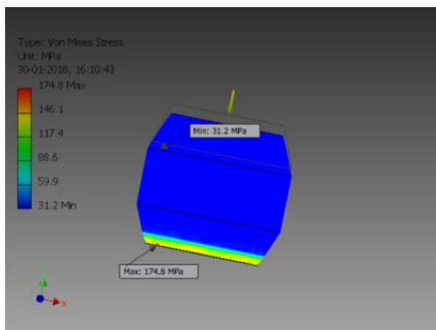 Type: Von Mises Stress
Unit: MPa
30-01-2016, 16:10:43
174.8 Max
146.1
117.4
88.6
59.9
31.2 Min
Min: 31.2 MPa
Max: 174.8 MPa
X